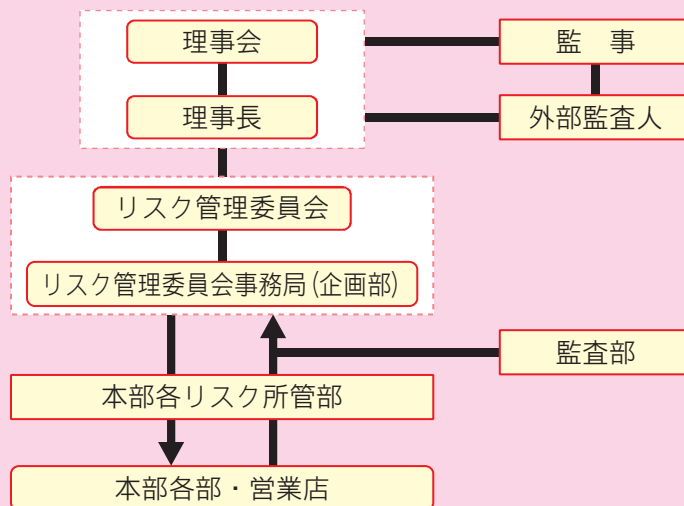 理事会
監　事
理事長
外部監査人
リスク管理委員会
リスク管理委員会事務局(企画部)
監査部
本部各リスク所管部
本部各部・営業店